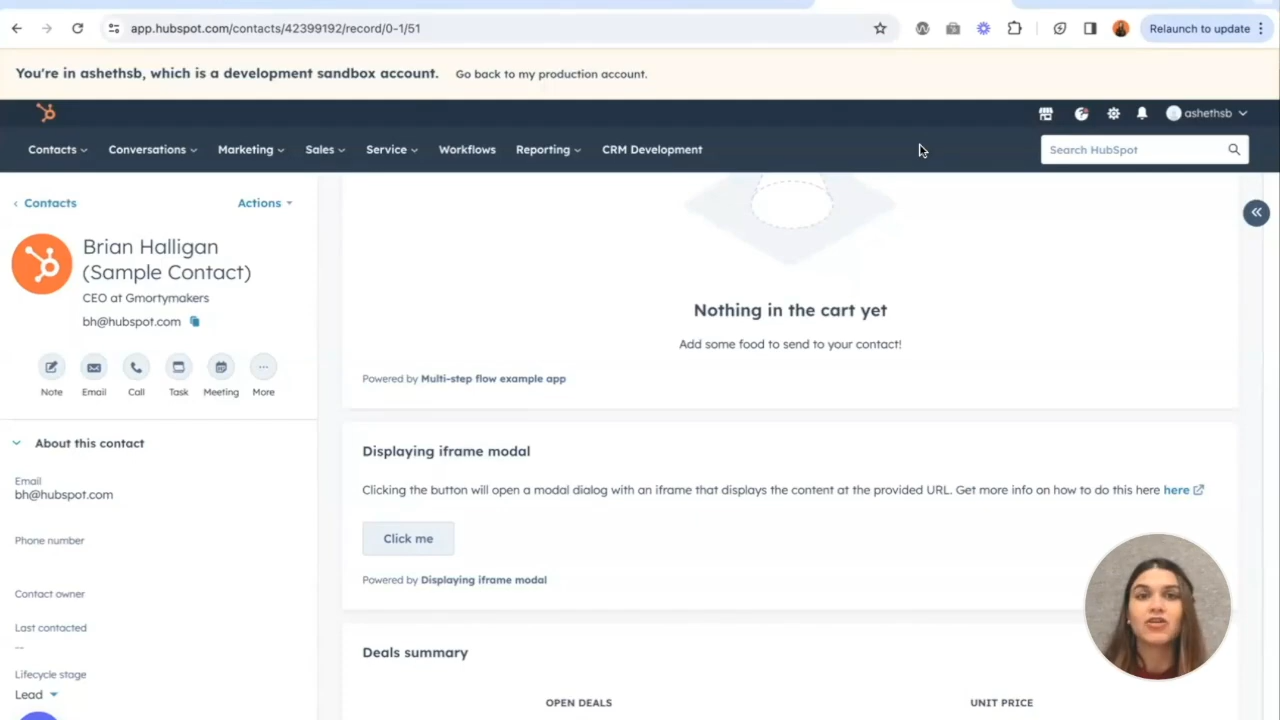 app.hubspot.com/contacts/42399192/record/0-1/51
Relaunch to update
You're in ashethsb, which is a development sandbox account. Go back to my production account.
ashethsb
Contacts Conversations Marketing Sales Service Workflows Reporting CRM Development Search HubSpot
Contacts Actions
Brian Halligan
(Sample Contact)
CEO at Gmortymakers
bh@hubspot.com
Note Email Call Task Meeting More
About this contact
Email
bh@hubspot.com
Phone number
Contact owner
Last contacted
--
Lifecycle stage
Lead
Nothing in the cart yet
Add some food to send to your contact!
Powered by Multi-step flow example app
Displaying iframe modal
Clicking the button will open a modal dialog with an iframe that displays the content at the provided URL. Get more info on how to do this here here
Click me
Powered by Displaying iframe modal
Deals summary
OPEN DEALS UNIT PRICE